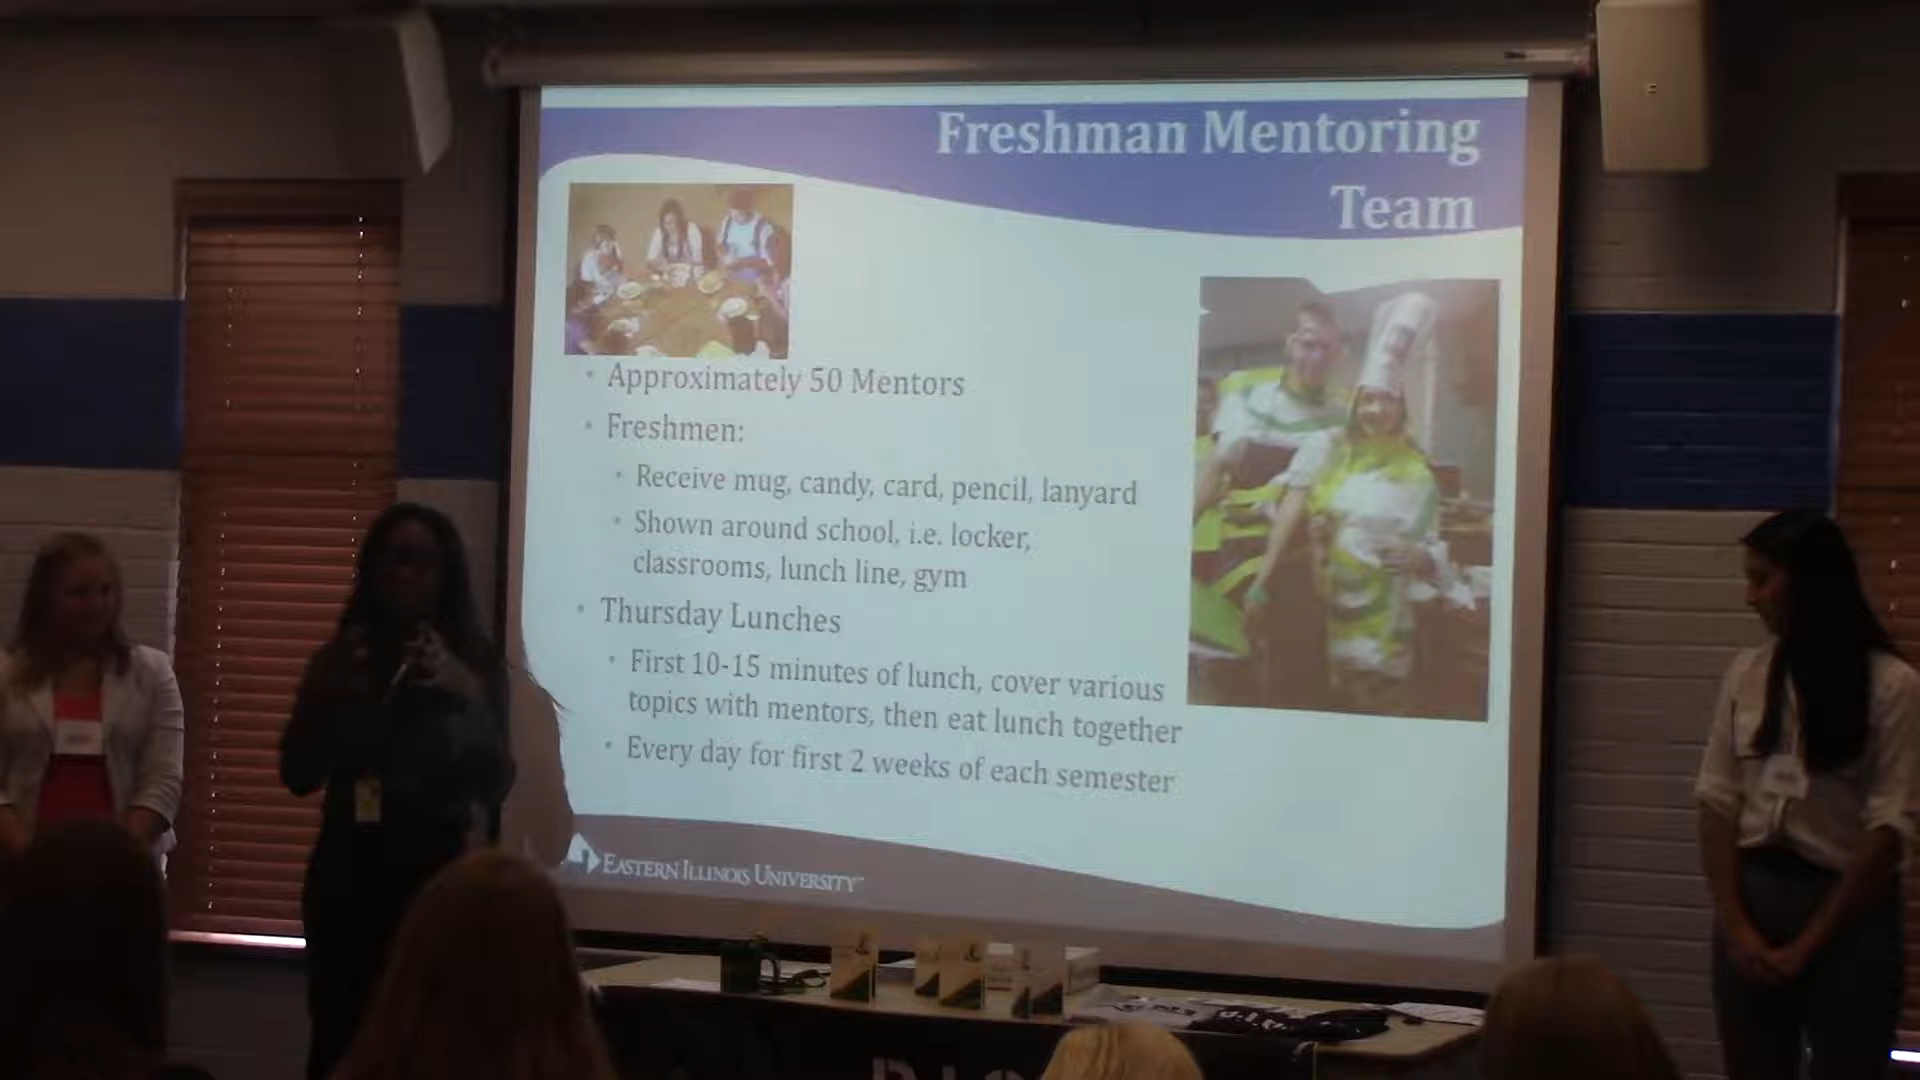 Freshman Mentoring
Team
Approximately 50 Mentors
Freshmen:
Receive mug, candy, card, pencil, lanyard
Shown around school, i.e. locker,
classrooms, lunch line, gym
Thursday Lunches
First 10-15 minutes of lunch, cover various
topics with mentors, then eat lunch together
Every day for first 2 weeks of each semester
EASTERN ILLINOIS UNIVERSITY